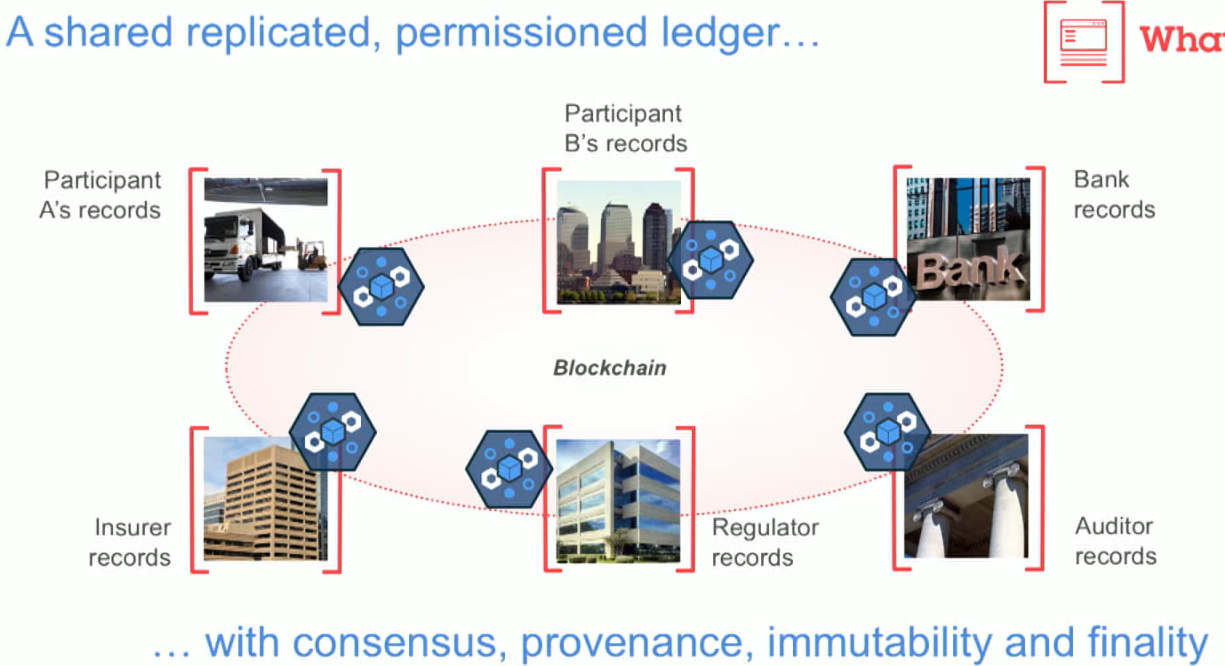 A shared replicated, permissioned ledger…
Participant
B's records
Participant
A's records
Bank
records
Bank
Blockchain
Insurer
records
Regulator
records
Auditor
records
… with consensus, provenance, immutability and finality